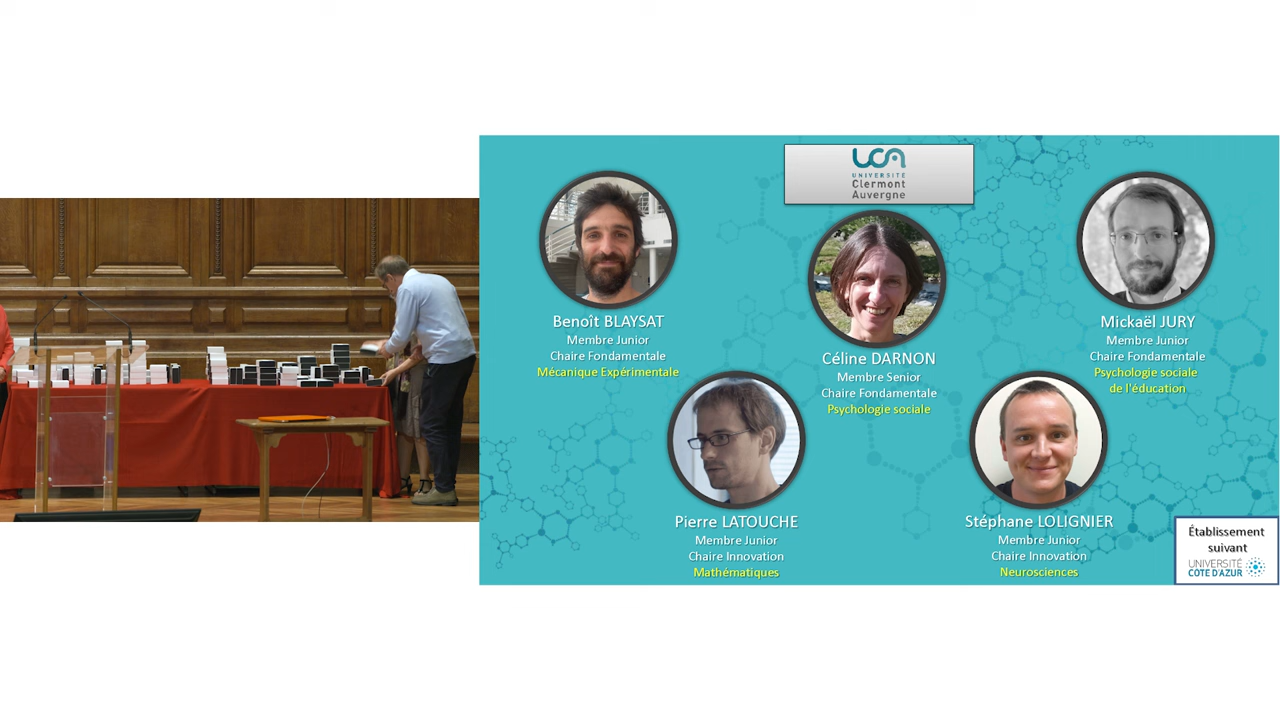 UCA
UNIVERSITÉ
Clermont
Auvergne
Benoît BLAYSAT
Membre Junior
Chaire Fondamentale
Mécanique Expérimentale
Céline DARNON
Membre Senior
Chaire Fondamentale
Psychologie sociale
Mickaël JURY
Membre Junior
Chaire Fondamentale
Psychologie sociale
de l'éducation
Pierre LATOUCHE
Membre Junior
Chaire Innovation
Mathématiques
Stéphane LOLIGNIER
Membre Junior
Chaire Innovation
Neurosciences
Établissement
suivant
UNIVERSITÉ
CÔTE D'AZUR